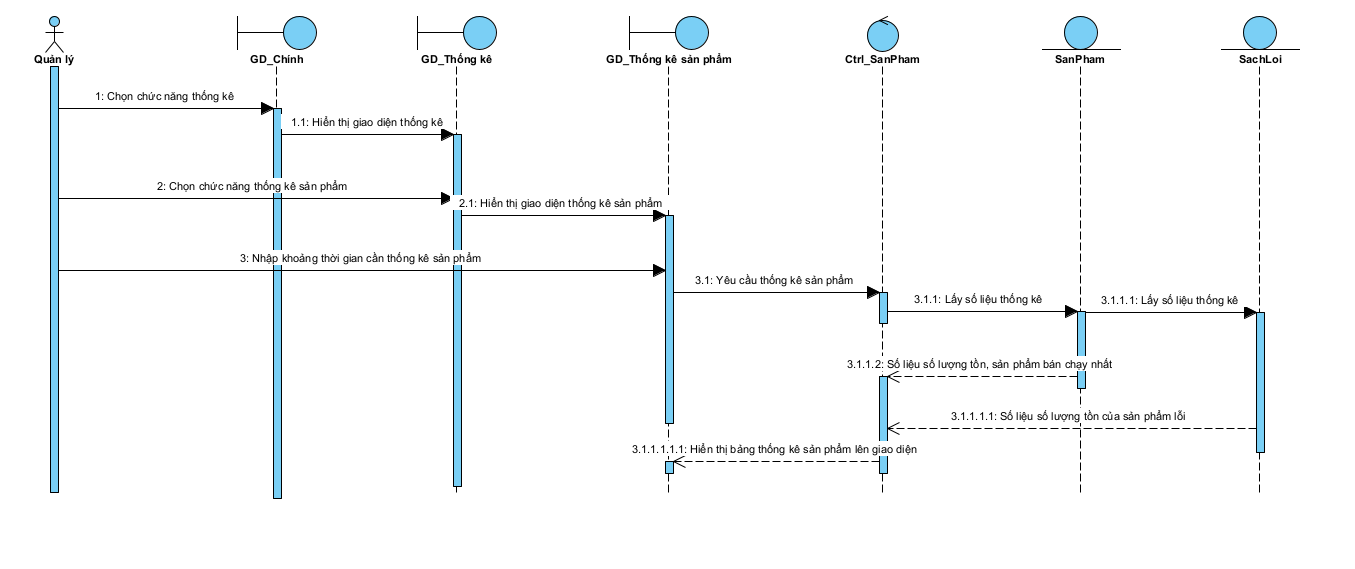 Quản lý
GD_Chính
GD_Thống kê
GD_Thống kê sản phẩm
Ctrl_SanPham
SanPham
SachLoi
1: Chọn chức năng thống kê
1.1: Hiển thị giao diện thống kê
2: Chọn chức năng thống kê sản phẩm
2.1: Hiển thị giao diện thống kê sản phẩm
3: Nhập khoảng thời gian cần thống kê sản phẩm
3.1: Yêu cầu thống kê sản phẩm
3.1.1: Lấy số liệu thống kê
3.1.1.1: Lấy số liệu thống kê
3.1.1.2: Số liệu số lượng tồn, sản phẩm bán chạy nhất
3.1.1.1.1: Số liệu số lượng tồn của sản phẩm lỗi
3.1.1.1.1.1: Hiển thị bảng thống kê sản phẩm lên giao diện